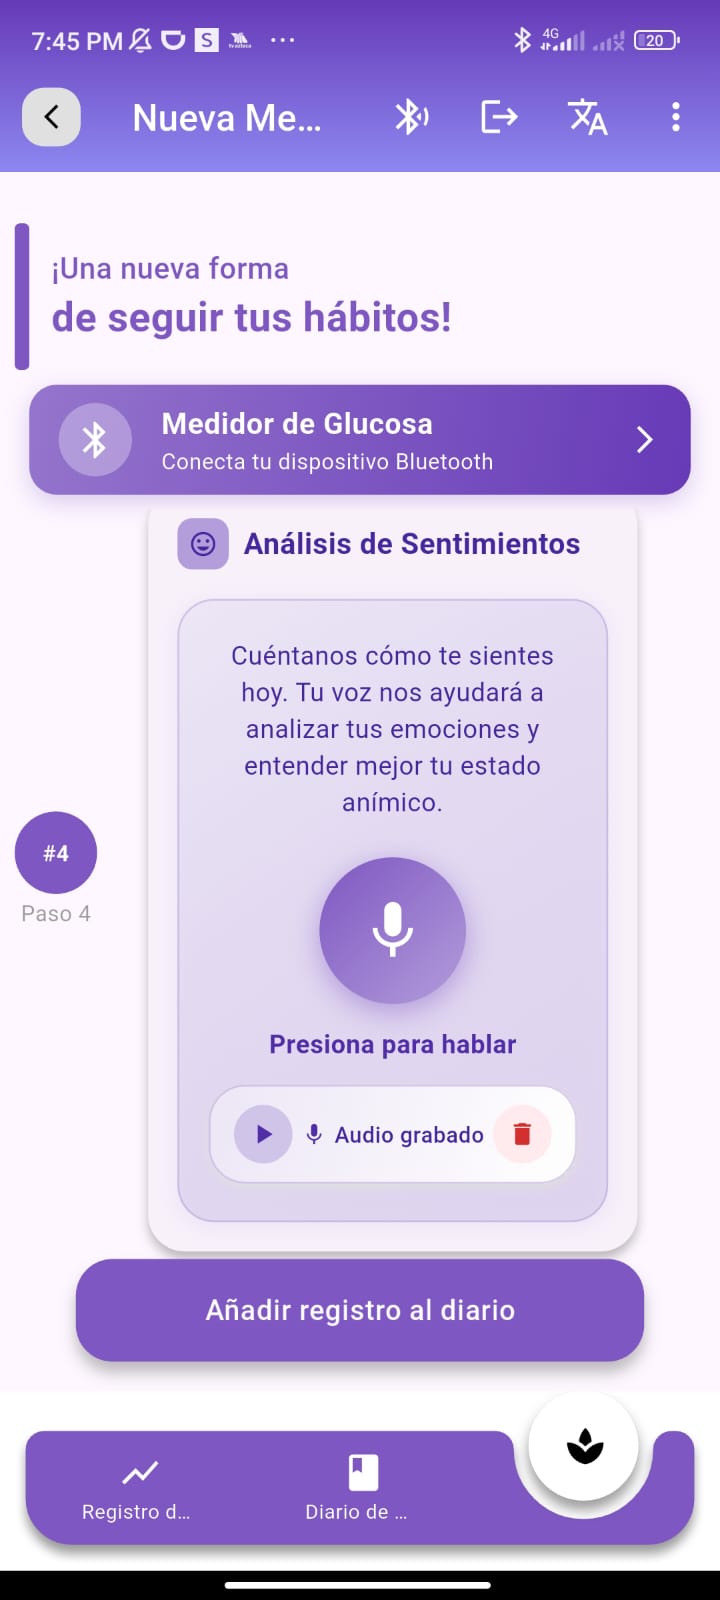 7:45 PM
S
4G
20
Nueva Me...
¡Una nueva forma
de seguir tus hábitos!
Medidor de Glucosa
Conecta tu dispositivo Bluetooth
Análisis de Sentimientos
Cuéntanos cómo te sientes
hoy. Tu voz nos ayudará a
analizar tus emociones y
entender mejor tu estado
anímico.
#4
Paso 4
Presiona para hablar
Audio grabado
Añadir registro al diario
Registro d...
Diario de ...